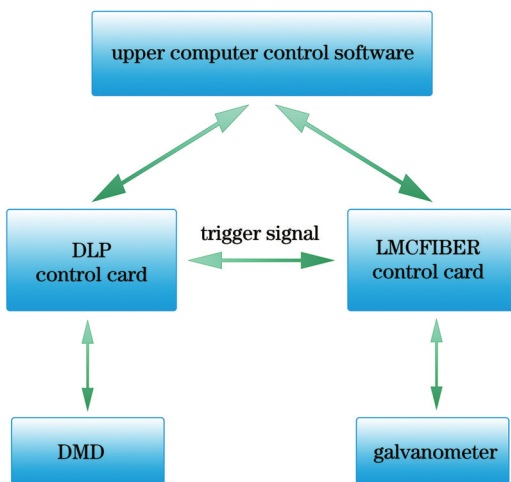 upper computer control software
trigger signal
DLP
control card
LMCFIBER
control card
DMD
galvanometer